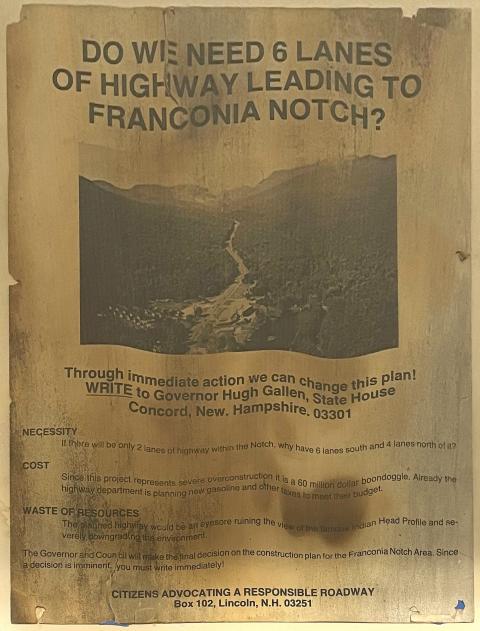 DO WE NEED 6 LANES
OF HIGHWAY LEADING TO
FRANCONIA NOTCH?
Through immediate action we can change this plan!
WRITE to Governor Hugh Gallen, State House
Concord, New. Hampshire. 03301
NECESSITY
If there will be only 2 lanes of highway within the Notch, why have 6 lanes south and 4 lanes north of it?
COST
Since this project represents severe overconstruction it is a 60 million dollar boondoggle. Already the
highway department is planning new gasoline and other taxes to meet their budget.
WASTE OF RESOURCES
The planned highway would be an eyesore ruining the view of the famous Indian Head Profile and se-
verely downgrading the environment.
The Governor and Council will make the final decision on the construction plan for the Franconia Notch Area. Since
a decision is imminent, you must write immediately!
CITIZENS ADVOCATING A RESPONSIBLE ROADWAY
Box 102, Lincoln, N.H. 03251